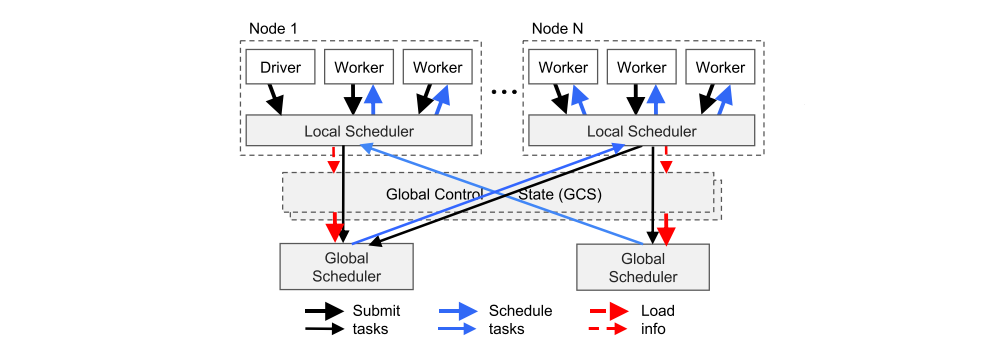 Node 1
Node N
Driver
Worker
Worker
Worker
Worker
Worker
Local Scheduler
Local Scheduler
Global Control State (GCS)
Global
Scheduler
Global
Scheduler
Submit
tasks
Schedule
tasks
Load
info